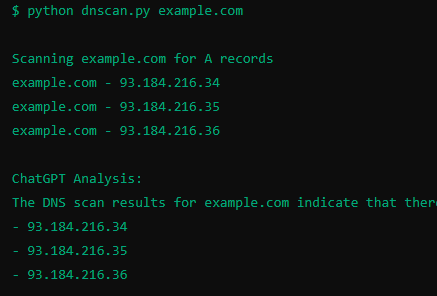 $ python dnscan.py example.com
Scanning example.com for A records
example.com - 93.184.216.34
example.com - 93.184.216.35
example.com - 93.184.216.36
ChatGPT Analysis:
The DNS scan results for example.com indicate that
- 93.184.216.34
- 93.184.216.35
- 93.184.216.36